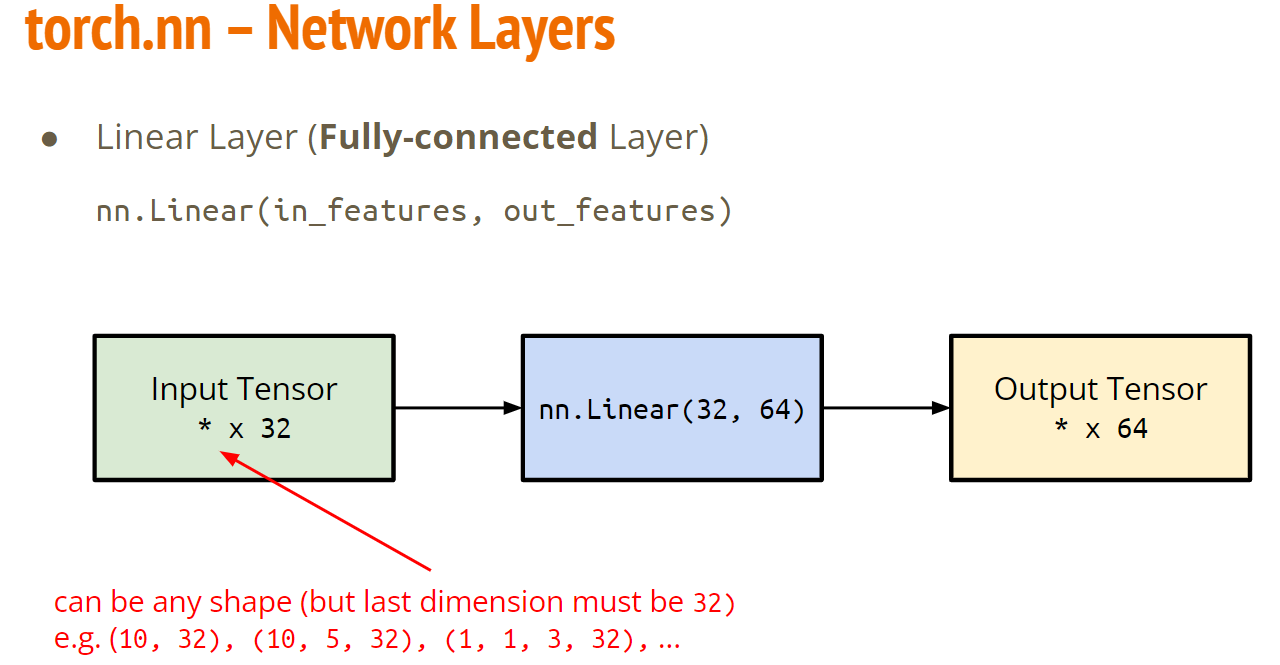 torch.nn – Network Layers
● Linear Layer (Fully-connected Layer)
nn.Linear(in_features, out_features)
Input Tensor
* x 32
nn.Linear(32, 64)
Output Tensor
* x 64
can be any shape (but last dimension must be 32)
e.g. (10, 32), (10, 5, 32), (1, 1, 3, 32), …